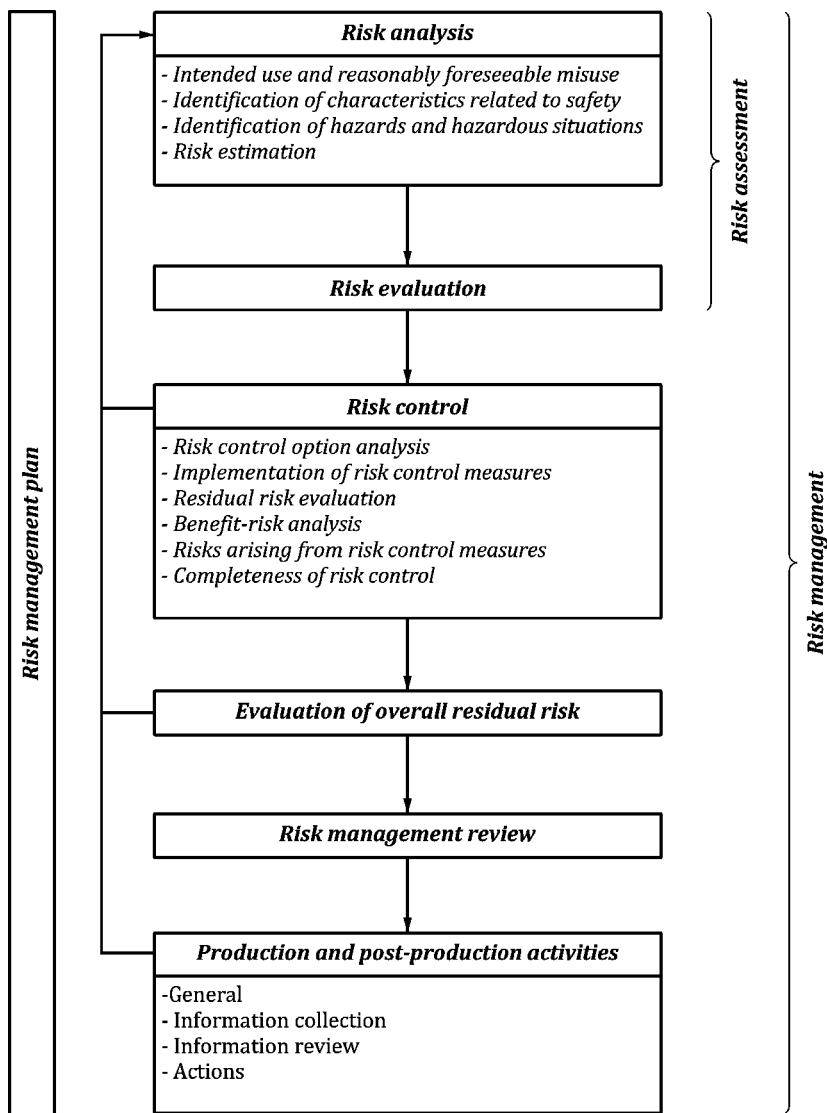 Risk management plan
Risk analysis
- Intended use and reasonably foreseeable misuse
- Identification of characteristics related to safety
- Identification of hazards and hazardous situations
- Risk estimation
Risk evaluation
Risk assessment
Risk control
- Risk control option analysis
- Implementation of risk control measures
- Residual risk evaluation
- Benefit-risk analysis
- Risks arising from risk control measures
- Completeness of risk control
Evaluation of overall residual risk
Risk management review
Production and post-production activities
-General
- Information collection
- Information review
- Actions
Risk management